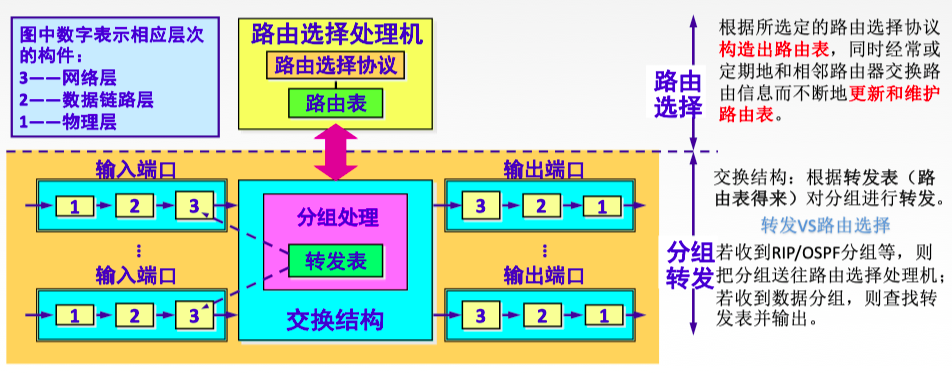 图中数字表示相应层次
的构件：
3——网络层
2——数据链路层
1——物理层
路由选择处理机
路由选择协议
路由表
路由
选择
根据所选定的路由选择协议
构造出路由表，同时经常或
定期地和相邻路由器交换路
由信息而不断地更新和维护
路由表。
输入端口
1 2 3
⋮
输入端口
1 2 3
分组处理
转发表
交换结构
输出端口
3 2 1
⋮
输出端口
3 2 1
分组
转发
交换结构：根据转发表（路
由表得来）对分组进行转发。
转发VS路由选择
若收到RIP/OSPF分组等，则
把分组送往路由选择处理机；
若收到数据分组，则查找转
发表并输出。